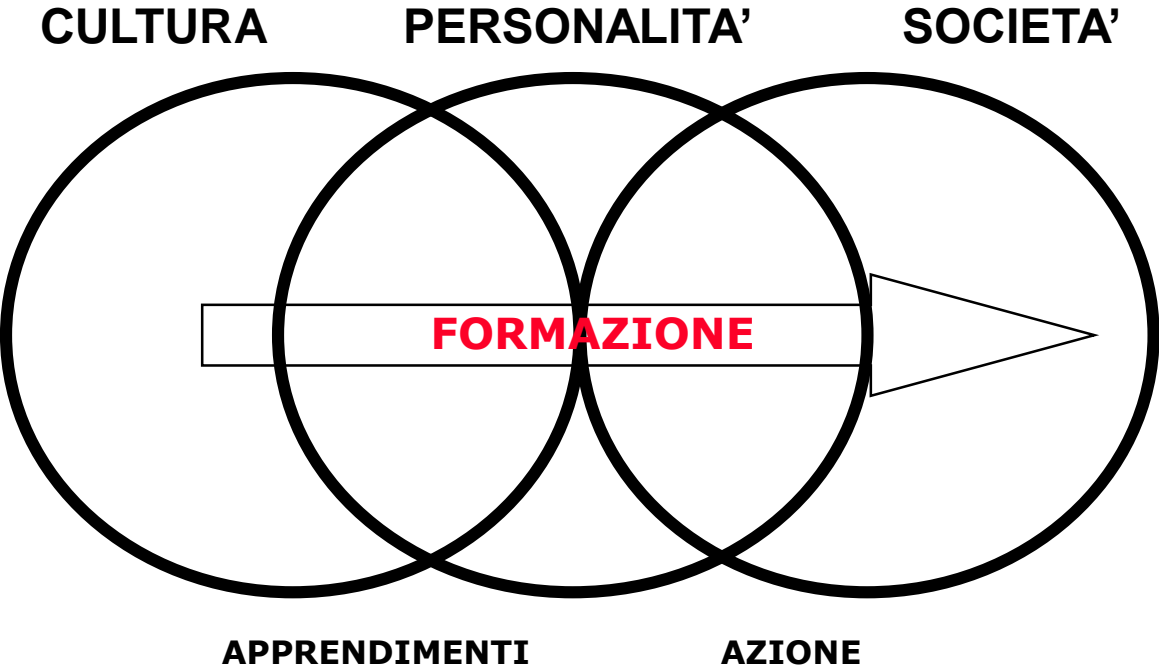 CULTURA PERSONALITA’ SOCIETA’
FORMAZIONE
APPRENDIMENTI AZIONE